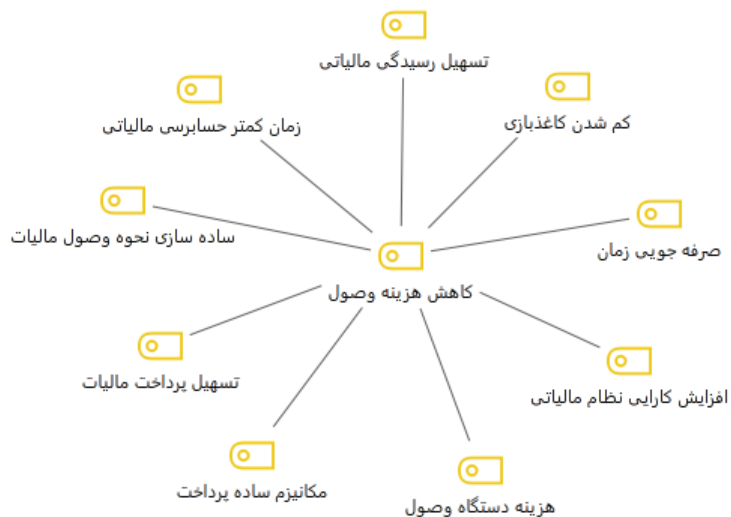 تسهیل رسیدگی مالیاتی
کم شدن کاغذبازی
زمان کمتر حسابرسی مالیاتی
صرفه جویی زمان
ساده سازی نحوه وصول مالیات
کاهش هزینه وصول
افزایش کارایی نظام مالیاتی
تسهیل پرداخت مالیات
مکانیزم ساده پرداخت
هزینه دستگاه وصول